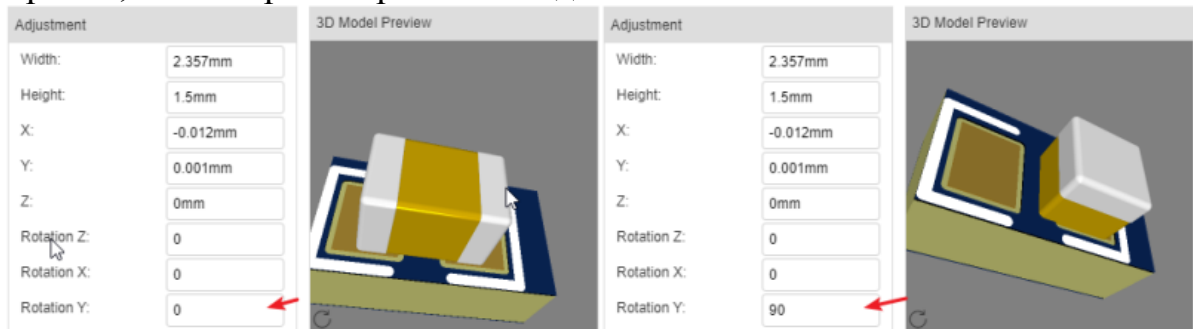 Adjustment
Width: 2.357mm
Height: 1.5mm
X: -0.012mm
Y: 0.001mm
Z: 0mm
Rotation Z: 0
Rotation X: 0
Rotation Y: 0
3D Model Preview
Adjustment
Width: 2.357mm
Height: 1.5mm
X: -0.012mm
Y: 0.001mm
Z: 0mm
Rotation Z: 0
Rotation X: 0
Rotation Y: 90
3D Model Preview